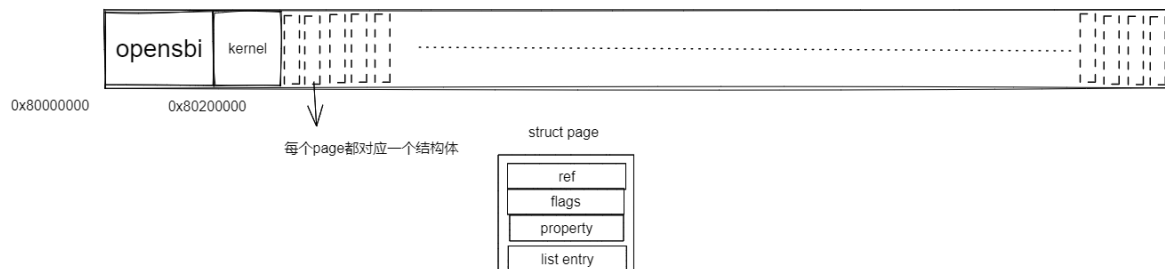 opensbi
kernel
0x80000000
0x80200000
每个page都对应一个结构体
struct page
ref
flags
property
list entry